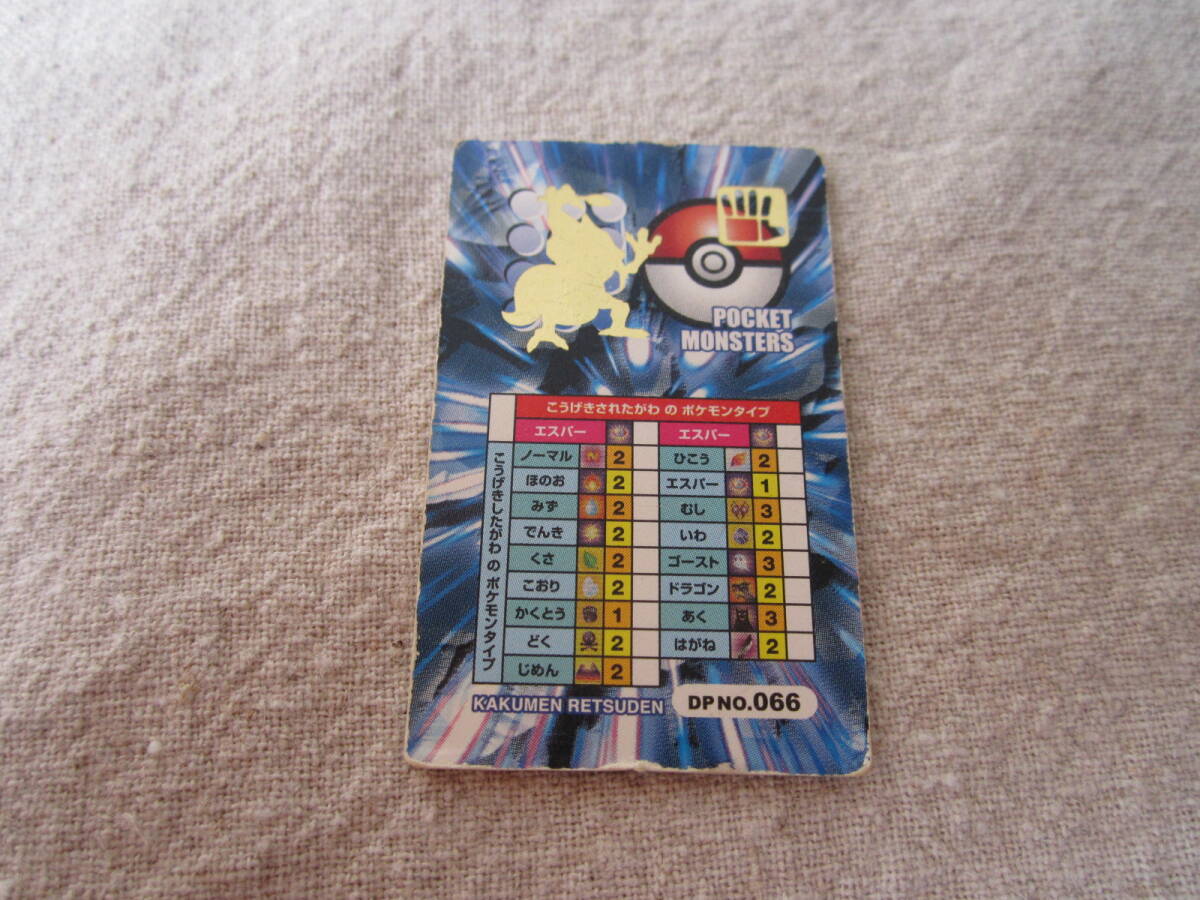 POCKET
MONSTERS
こうげきされたがわ の ポケモンタイプ
エスパー エスパー
こうげきしたがわ の ポケモンタイプ
ノーマル 2 ひこう 2
ほのお 2 エスパー 1
みず 2 むし 3
でんき 2 いわ 2
くさ 2 ゴースト 3
こおり 2 ドラゴン 2
かくとう 1 あく 3
どく 2 はがね 2
じめん 2
KAKUMEN RETSUDEN DP NO.066